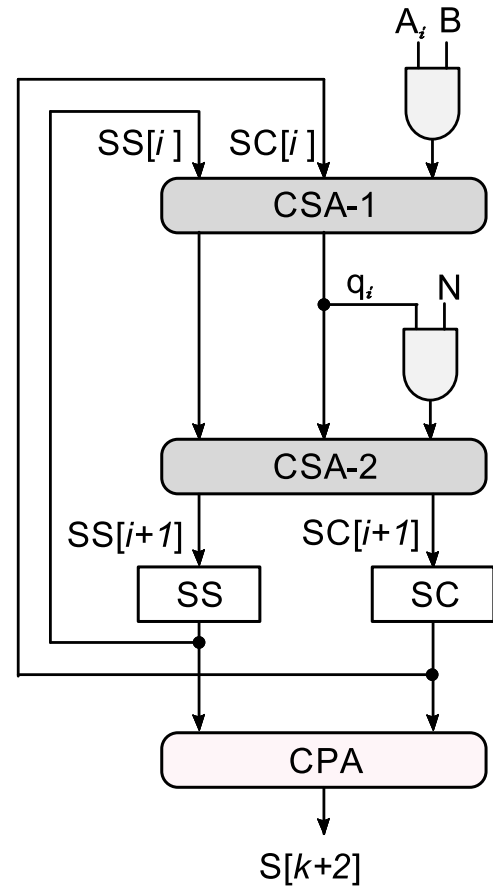 A_i B
SS[i] SC[i]
CSA-1
q_i N
CSA-2
SS[i+1] SC[i+1]
SS SC
CPA
S[k+2]